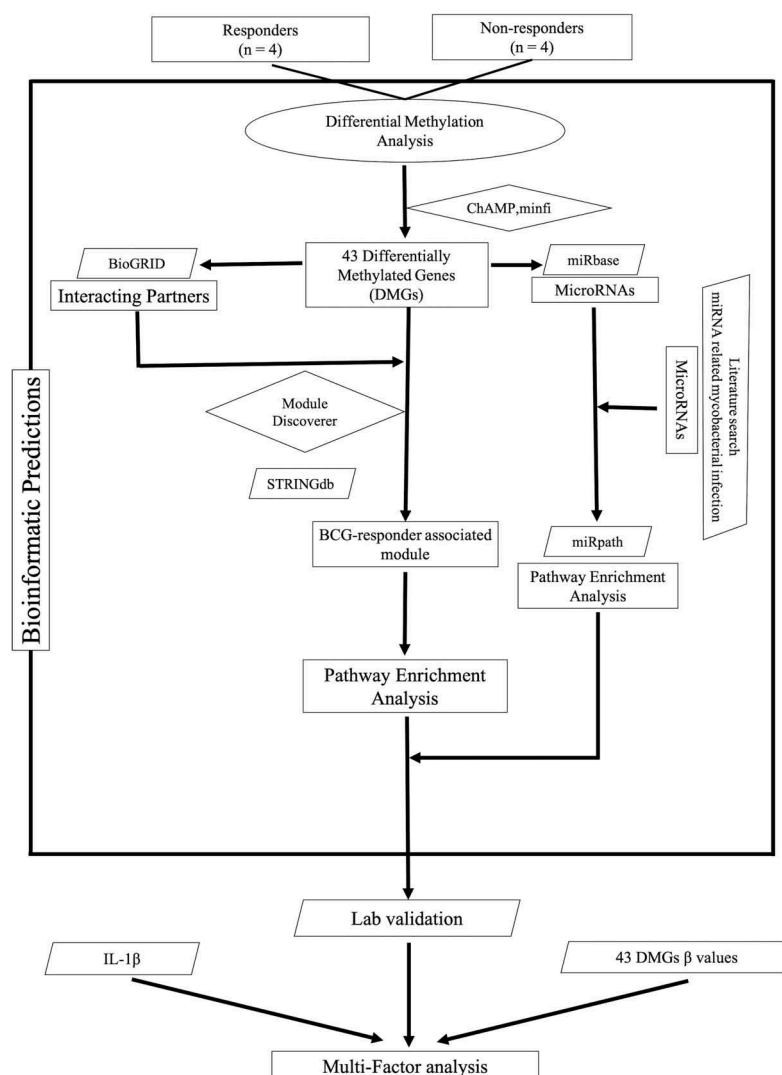 Responders
(n = 4)
Non-responders
(n = 4)
Differential Methylation
Analysis
ChAMP,minfi
BioGRID
Interacting Partners
43 Differentially
Methylated Genes
(DMGs)
miRbase
MicroRNAs
Literature search
miRNA related mycobacterial infection
MicroRNAs
Module
Discoverer
STRINGdb
Bioinformatic Predictions
BCG-responder associated
module
miRpath
Pathway Enrichment
Analysis
Pathway Enrichment
Analysis
Lab validation
IL-1β
43 DMGs β values
Multi-Factor analysis